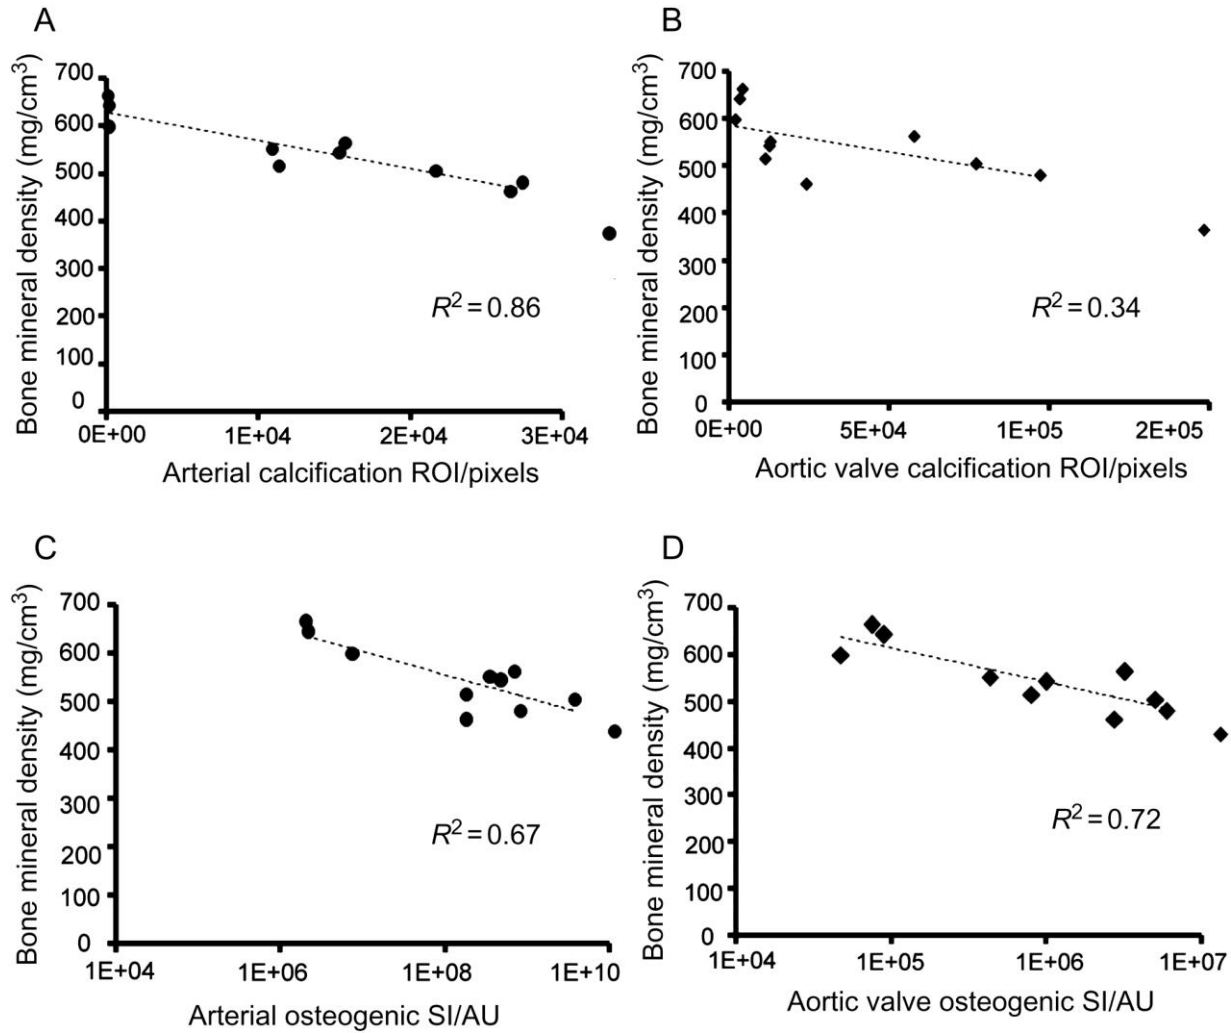 A
Bone mineral density (mg/cm³)
700
600
500
400
300
200
100
0
0E+00 1E+04 2E+04 3E+04
Arterial calcification ROI/pixels
R² = 0.86
B
Bone mineral density (mg/cm³)
700
600
500
400
300
200
100
0
0E+00 5E+04 1E+05 2E+05
Aortic valve calcification ROI/pixels
R² = 0.34
C
Bone mineral density (mg/cm³)
700
600
500
400
300
200
100
0
1E+04 1E+06 1E+08 1E+10
Arterial osteogenic SI/AU
R² = 0.67
D
Bone mineral density (mg/cm³)
700
600
500
400
300
200
100
0
1E+04 1E+05 1E+06 1E+07
Aortic valve osteogenic SI/AU
R² = 0.72